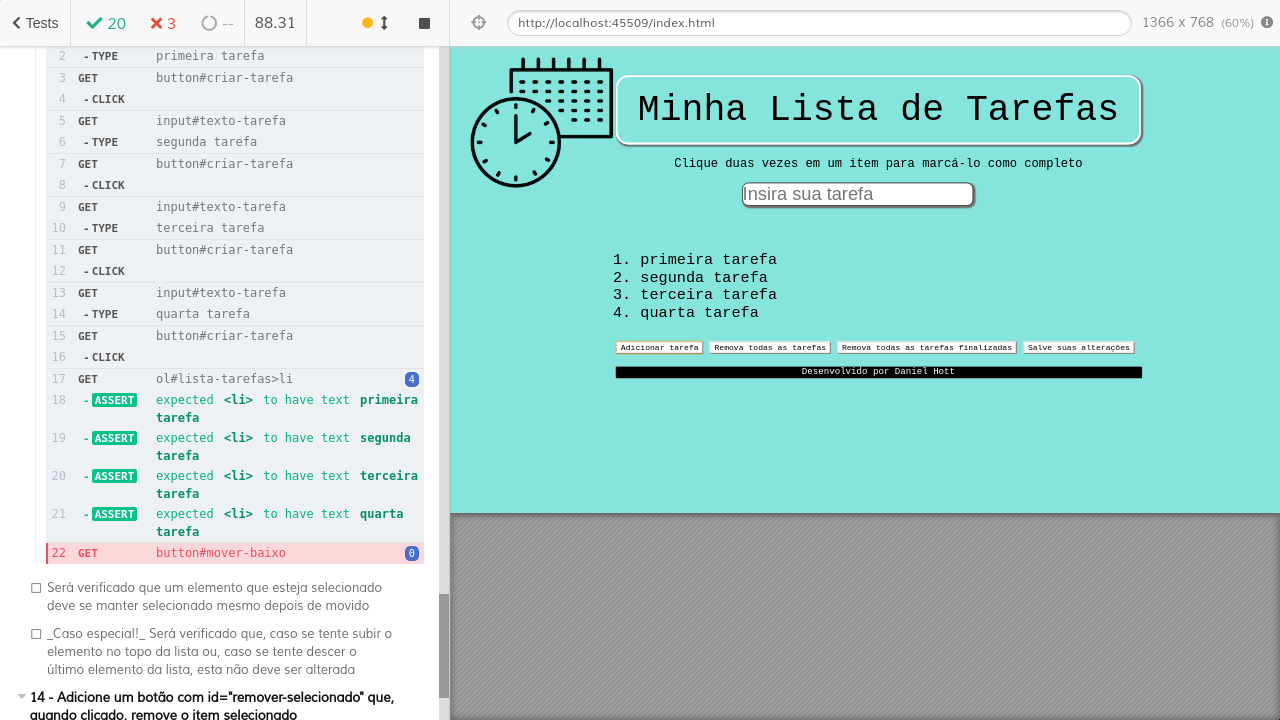 Tests
20
3
--
88.31
http://localhost:45509/index.html
1366 x 768 (60%)
2 - TYPE primeira tarefa
3 GET button#criar-tarefa
4 - CLICK
5 GET input#texto-tarefa
6 - TYPE segunda tarefa
7 GET button#criar-tarefa
8 - CLICK
9 GET input#texto-tarefa
10 - TYPE terceira tarefa
11 GET button#criar-tarefa
12 - CLICK
13 GET input#texto-tarefa
14 - TYPE quarta tarefa
15 GET button#criar-tarefa
16 - CLICK
17 GET ol#lista-tarefas>li 4
18 - ASSERT expected <li> to have text primeira
tarefa
19 - ASSERT expected <li> to have text segunda
tarefa
20 - ASSERT expected <li> to have text terceira
tarefa
21 - ASSERT expected <li> to have text quarta
tarefa
22 GET button#mover-baixo 0
Será verificado que um elemento que esteja selecionado
deve se manter selecionado mesmo depois de movido
_Caso especial!_ Será verificado que, caso se tente subir o
elemento no topo da lista ou, caso se tente descer o
último elemento da lista, esta não deve ser alterada
14 - Adicione um botão com id="remover-selecionado" que,
quando clicado, remove o item selecionado
Minha Lista de Tarefas
Clique duas vezes em um item para marcá-lo como completo
Insira sua tarefa
1. primeira tarefa
2. segunda tarefa
3. terceira tarefa
4. quarta tarefa
Adicionar tarefa
Remova todas as tarefas
Remova todas as tarefas finalizadas
Salve suas alterações
Desenvolvido por Daniel Hott